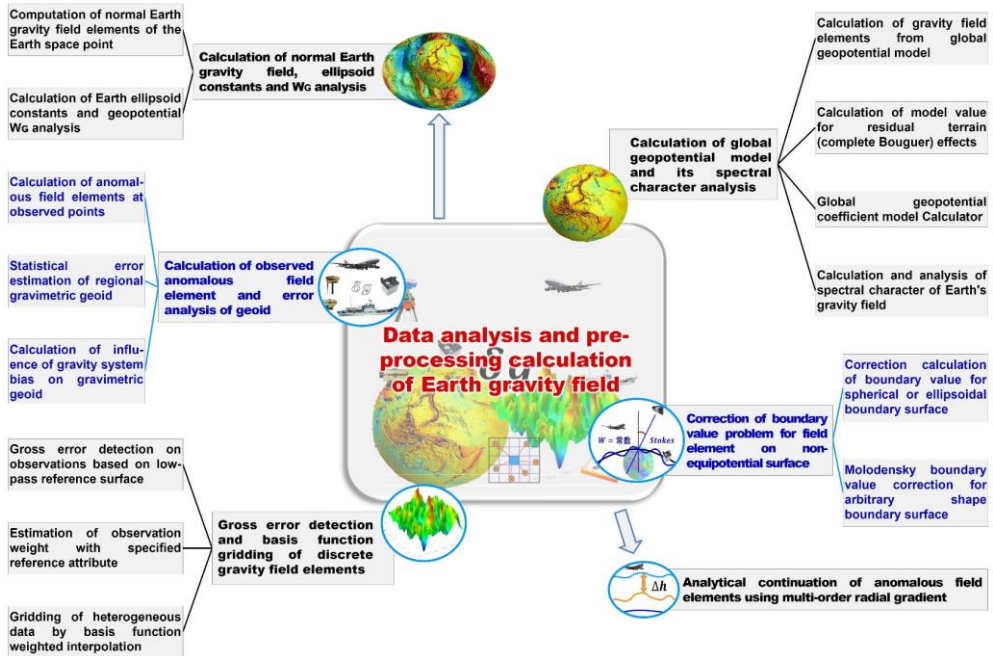 Computation of normal Earth
gravity field elements of the
Earth space point
Calculation of Earth ellipsoid
constants and geopotential
WG analysis
Calculation of normal Earth
gravity field, ellipsoid
constants and WG analysis
Calculation of gravity field
elements from global
geopotential model
Calculation of model value
for residual terrain
(complete Bouguer) effects
Global geopotential
coefficient model Calculator
Calculation and analysis of
spectral character of Earth's
gravity field
Calculation of global
geopotential model
and its spectral
character analysis
Calculation of anomal-
ous field elements at
observed points
Statistical error
estimation of regional
gravimetric geoid
Calculation of influ-
ence of gravity system
bias on gravimetric
geoid
Calculation of observed
anomalous field
element and error
analysis of geoid
δg
Data analysis and pre-
processing calculation
of Earth gravity field
δg
W = 常数
Stokes
Correction of boundary
value problem for field
element on non-
equipotential surface
Correction calculation
of boundary value for
spherical or ellipsoidal
boundary surface
Molodensky boundary
value correction for
arbitrary shape
boundary surface
Gross error detection on
observations based on low-
pass reference surface
Estimation of observation
weight with specified
reference attribute
Gridding of heterogeneous
data by basis function
weighted interpolation
Gross error detection
and basis function
gridding of discrete
gravity field elements
Δh
Analytical continuation of anomalous field
elements using multi-order radial gradient